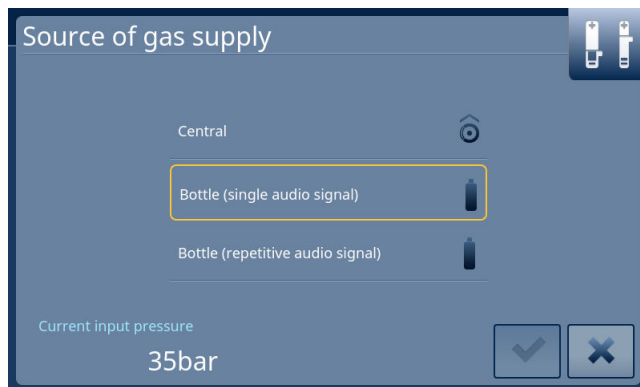 Source of gas supply
Central
Bottle (single audio signal)
Bottle (repetitive audio signal)
Current input pressure
35bar